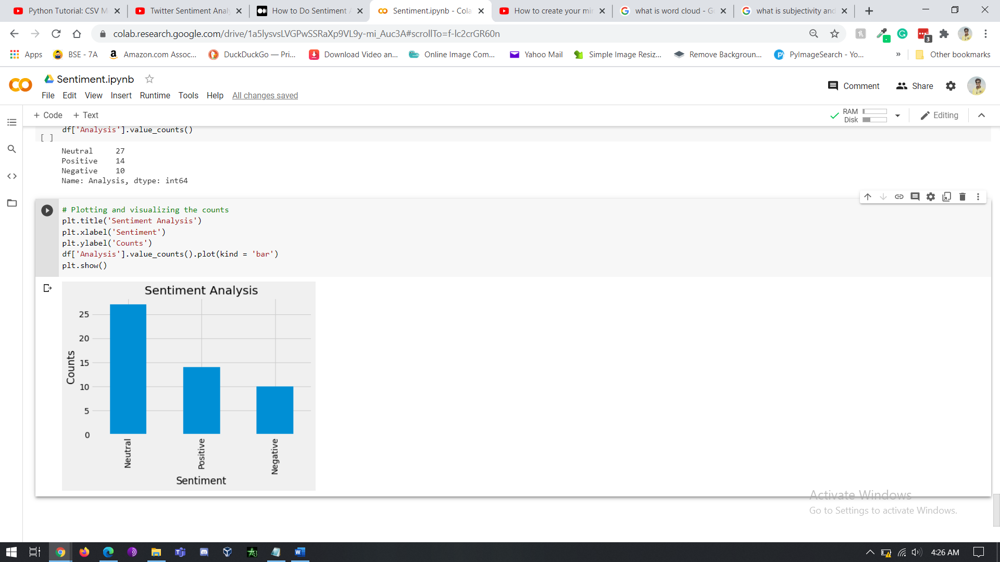 Python Tutorial: CSV M
Twitter Sentiment Anal
How to Do Sentiment A
Sentiment.ipynb - Cola
How to create your mi
what is word cloud - G
what is subjectivity and
colab.research.google.com/drive/1a5lysvsLVGPwSSRaXp9VL9y-mi_Auc3A#scrollTo=f-lc2crGR60n
3
Apps
BSE - 7A
Amazon.com Assoc...
DuckDuckGo — Pri...
Download Video an...
Online Image Com...
Yahoo Mail
Simple Image Resiz...
Remove Backgroun...
PyImageSearch - Yo...
»
Other bookmarks
Sentiment.ipynb
File Edit View Insert Runtime Tools Help All changes saved
Comment
Share
+ Code + Text
RAM
Disk
Editing
df['Analysis'].value_counts()
[ ]
Neutral 27
Positive 14
Negative 10
Name: Analysis, dtype: int64
# Plotting and visualizing the counts
plt.title('Sentiment Analysis')
plt.xlabel('Sentiment')
plt.ylabel('Counts')
df['Analysis'].value_counts().plot(kind = 'bar')
plt.show()
Sentiment Analysis
25
20
15
10
5
0
Counts
Neutral
Positive
Negative
Sentiment
Activate Windows
Go to Settings to activate Windows.
4:26 AM